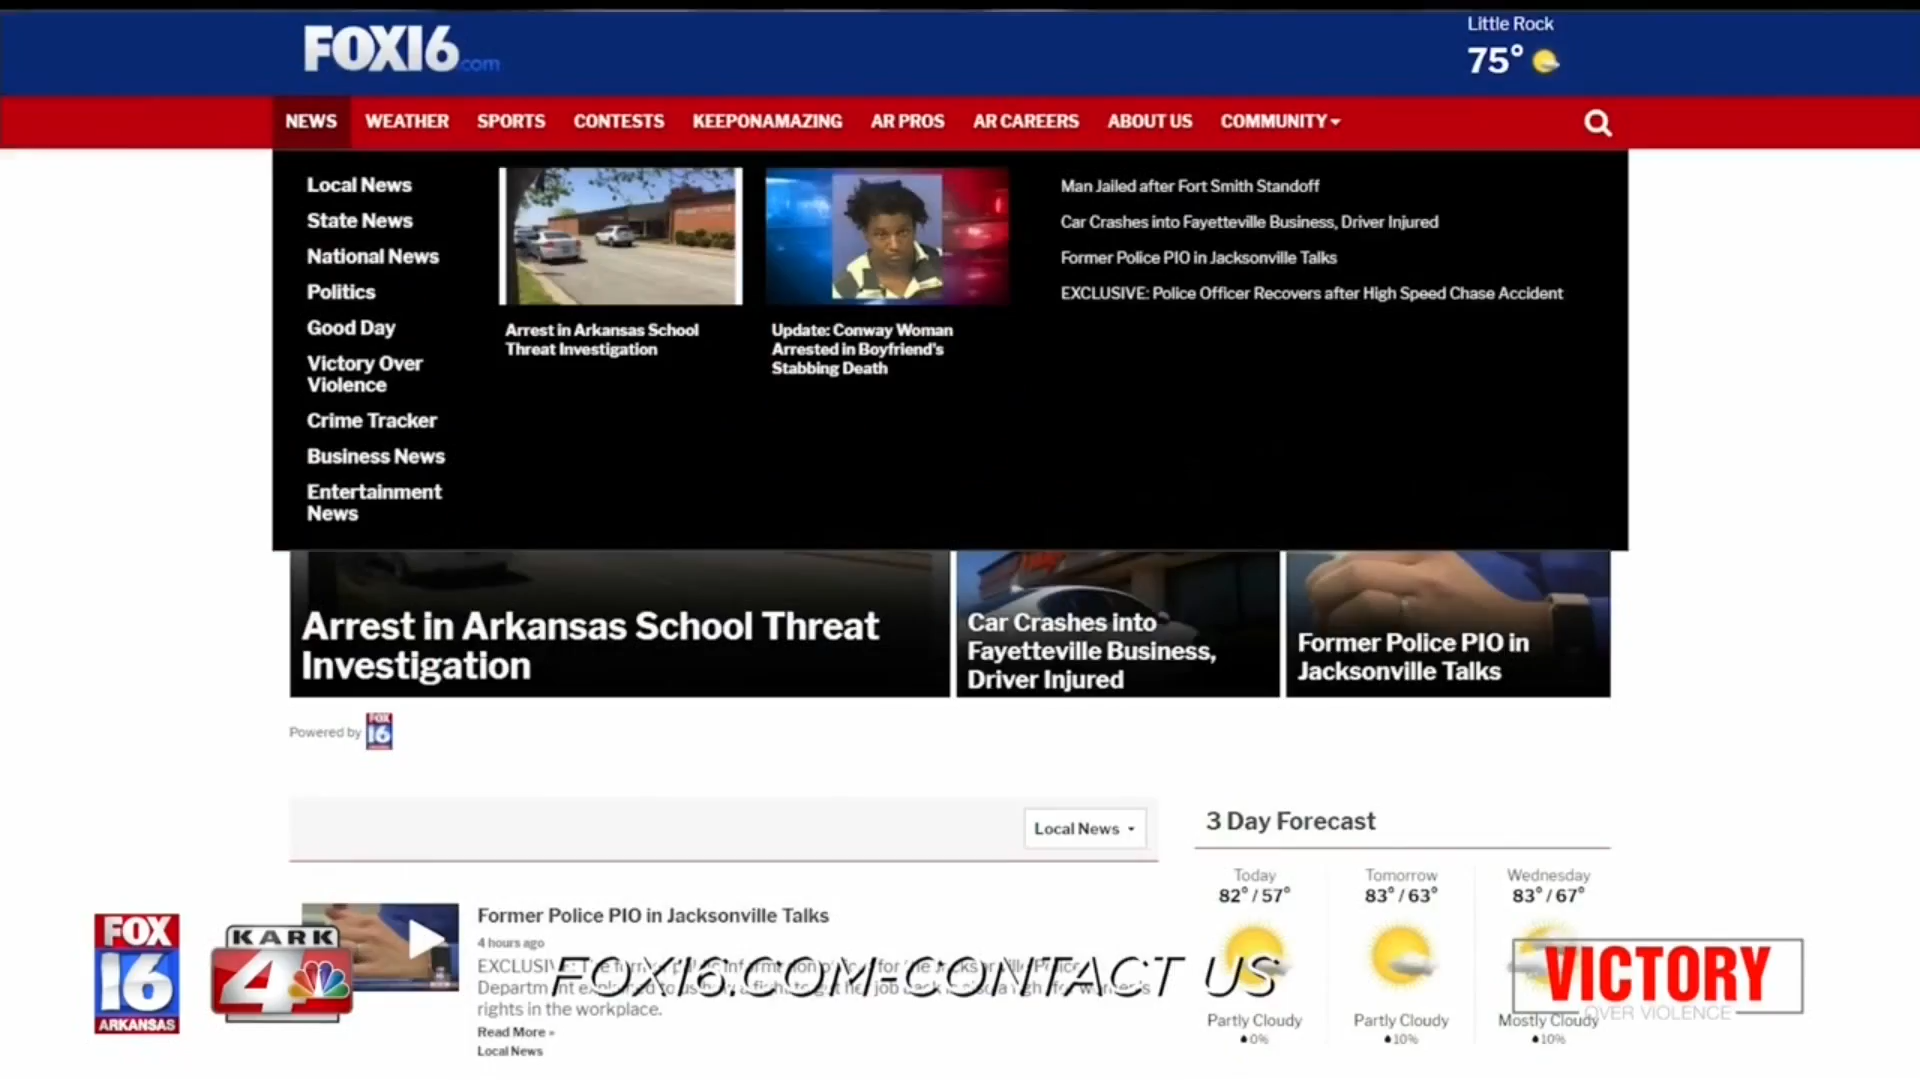 FOX16.com
Little Rock
75°
NEWS WEATHER SPORTS CONTESTS KEEPONAMAZING AR PROS AR CAREERS ABOUT US COMMUNITY
Local News
State News
National News
Politics
Good Day
Victory Over
Violence
Crime Tracker
Business News
Entertainment
News
Arrest in Arkansas School
Threat Investigation
Update: Conway Woman
Arrested in Boyfriend's
Stabbing Death
Man Jailed after Fort Smith Standoff
Car Crashes into Fayetteville Business, Driver Injured
Former Police PIO in Jacksonville Talks
EXCLUSIVE: Police Officer Recovers after High Speed Chase Accident
Arrest in Arkansas School Threat
Investigation
Car Crashes into
Fayetteville Business,
Driver Injured
Former Police PIO in
Jacksonville Talks
Powered by FOX 16
Local News
3 Day Forecast
Today
82° / 57°
Partly Cloudy
0%
Tomorrow
83° / 63°
Partly Cloudy
10%
Wednesday
83° / 67°
Mostly Cloudy
10%
Former Police PIO in Jacksonville Talks
4 hours ago
rights in the workplace.
Read More »
Local News
FOX16.COM-CONTACT US
FOX
16
ARKANSAS
KARK
4
VICTORY
OVER VIOLENCE